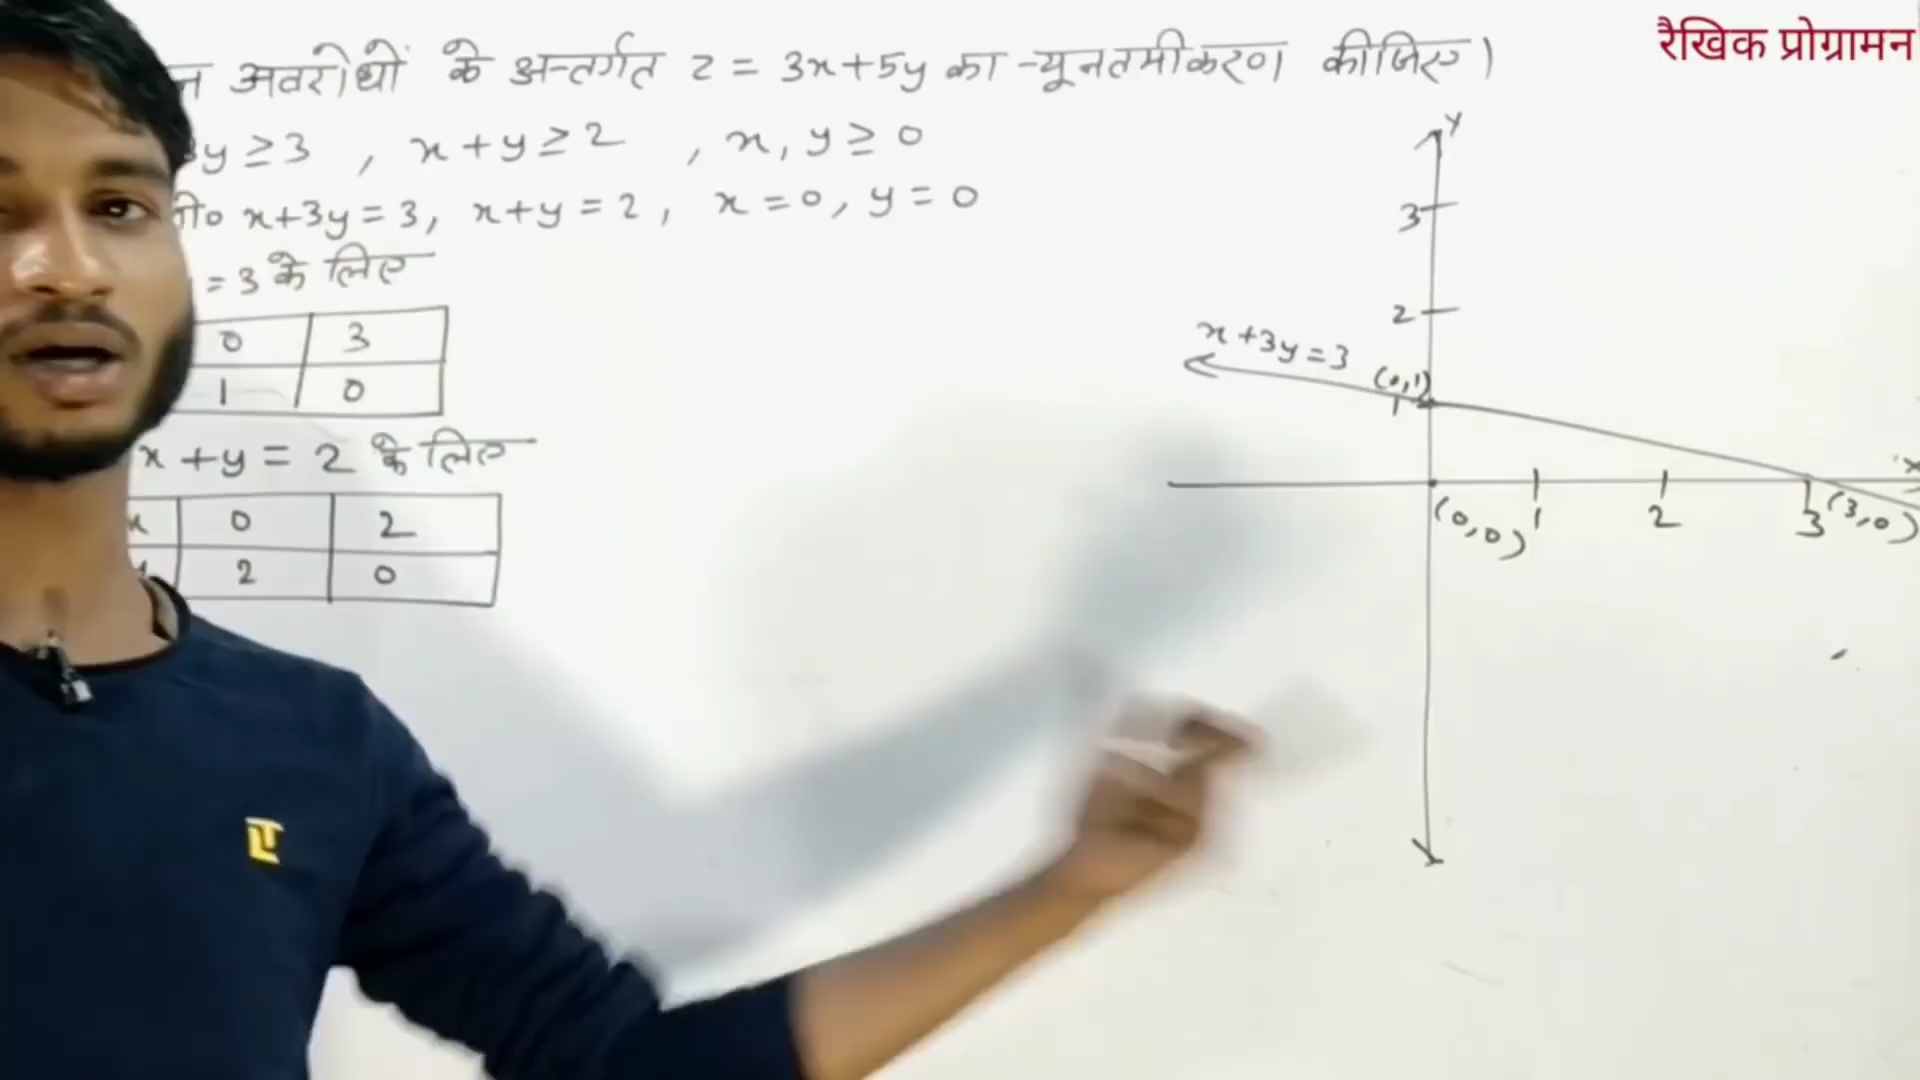 रैखिक प्रोग्रामन
न अवरोधों के अन्तर्गत z = 3x+5y का न्यूनतमीकरण कीजिए।
3y ≥ 3 , x+y ≥ 2 , x, y ≥ 0
x+3y = 3, x+y = 2, x = 0, y = 0
= 3 के लिए
0 3
1 0
x+y = 2 के लिए
x 0 2
2 0
Y
3
2
x+3y=3
(0,1)
1
X
(0,0) 1 2 3 (3,0)
LT